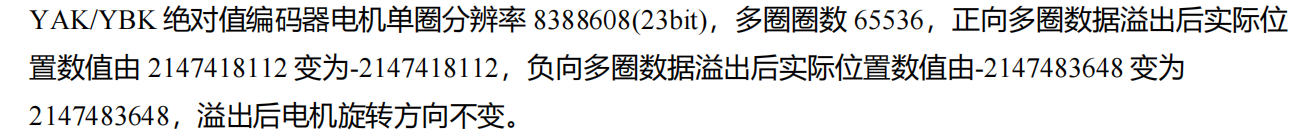 YAK/YBK 绝对值编码器电机单圈分辨率 8388608(23bit)，多圈圈数 65536，正向多圈数据溢出后实际位
置数值由 2147418112 变为-2147418112，负向多圈数据溢出后实际位置数值由-2147483648 变为
2147483648，溢出后电机旋转方向不变。